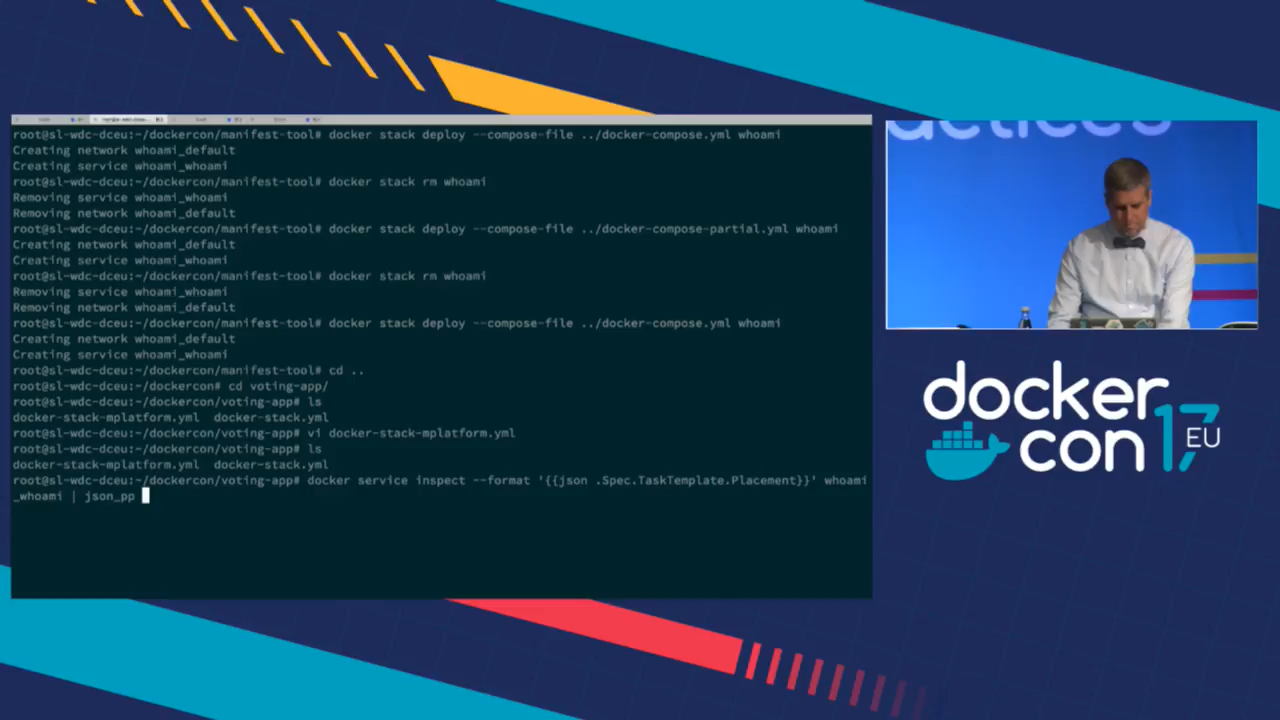 root@sl-wdc-dceu:~/dockercon/manifest-tool# docker stack deploy --compose-file ../docker-compose.yml whoami
Creating network whoami_default
Creating service whoami_whoami
root@sl-wdc-dceu:~/dockercon/manifest-tool# docker stack rm whoami
Removing service whoami_whoami
Removing network whoami_default
root@sl-wdc-dceu:~/dockercon/manifest-tool# docker stack deploy --compose-file ../docker-compose-partial.yml whoami
Creating network whoami_default
Creating service whoami_whoami
root@sl-wdc-dceu:~/dockercon/manifest-tool# docker stack rm whoami
Removing service whoami_whoami
Removing network whoami_default
root@sl-wdc-dceu:~/dockercon/manifest-tool# docker stack deploy --compose-file ../docker-compose.yml whoami
Creating network whoami_default
Creating service whoami_whoami
root@sl-wdc-dceu:~/dockercon/manifest-tool# cd ..
root@sl-wdc-dceu:~/dockercon# cd voting-app/
root@sl-wdc-dceu:~/dockercon/voting-app# ls
docker-stack-mplatform.yml  docker-stack.yml
root@sl-wdc-dceu:~/dockercon/voting-app# vi docker-stack-mplatform.yml
root@sl-wdc-dceu:~/dockercon/voting-app# ls
docker-stack-mplatform.yml  docker-stack.yml
root@sl-wdc-dceu:~/dockercon/voting-app# docker service inspect --format '{{json .Spec.TaskTemplate.Placement}}' whoami
_whoami | json_pp
docker
con 17 EU